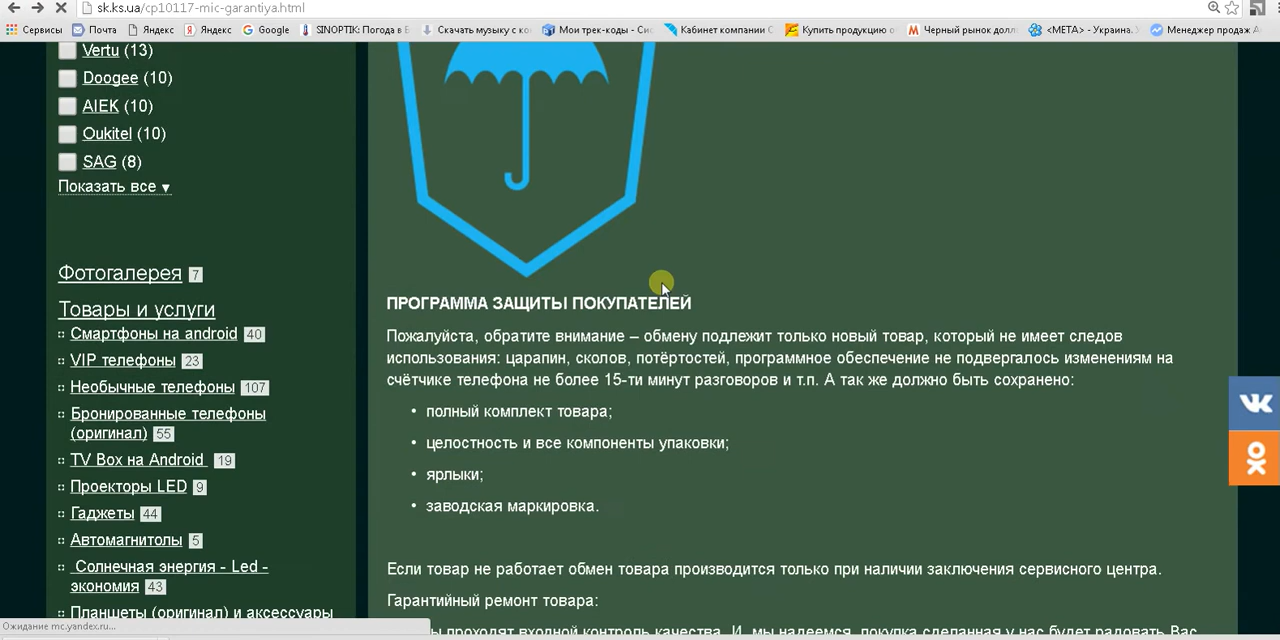 sk.ks.ua/cp10117-mic-garantiya.html
Сервисы Почта Яндекс Яндекс Google SINOPTIK: Погода в Скачать музыку с ко Мои трек-коды - Си Кабинет компании С Купить продукцию о Черный рынок долл <META> - Украина. Менеджер продаж
Vertu (13)
Doogee (10)
AIEK (10)
Oukitel (10)
SAG (8)
Показать все ▼
Фотогалерея 7
Товары и услуги
Смартфоны на android 40
VIP телефоны 23
Необычные телефоны 107
Бронированные телефоны
(оригинал) 55
TV Box на Android 19
Проекторы LED 9
Гаджеты 44
Автомагнитолы 5
Солнечная энергия - Led -
экономия 43
Планшеты (оригинал) и аксессуары
ПРОГРАММА ЗАЩИТЫ ПОКУПАТЕЛЕЙ
Пожалуйста, обратите внимание – обмену подлежит только новый товар, который не имеет следов
использования: царапин, сколов, потёртостей, программное обеспечение не подвергалось изменениям на
счётчике телефона не более 15-ти минут разговоров и т.п. А так же должно быть сохранено:
• полный комплект товара;
• целостность и все компоненты упаковки;
• ярлыки;
• заводская маркировка.
Если товар не работает обмен товара производится только при наличии заключения сервисного центра.
Гарантийный ремонт товара:
проходят входной контроль качества. И, мы надеемся, покупка сделанная у нас будет радовать Вас
Ожидание mc.yandex.ru...